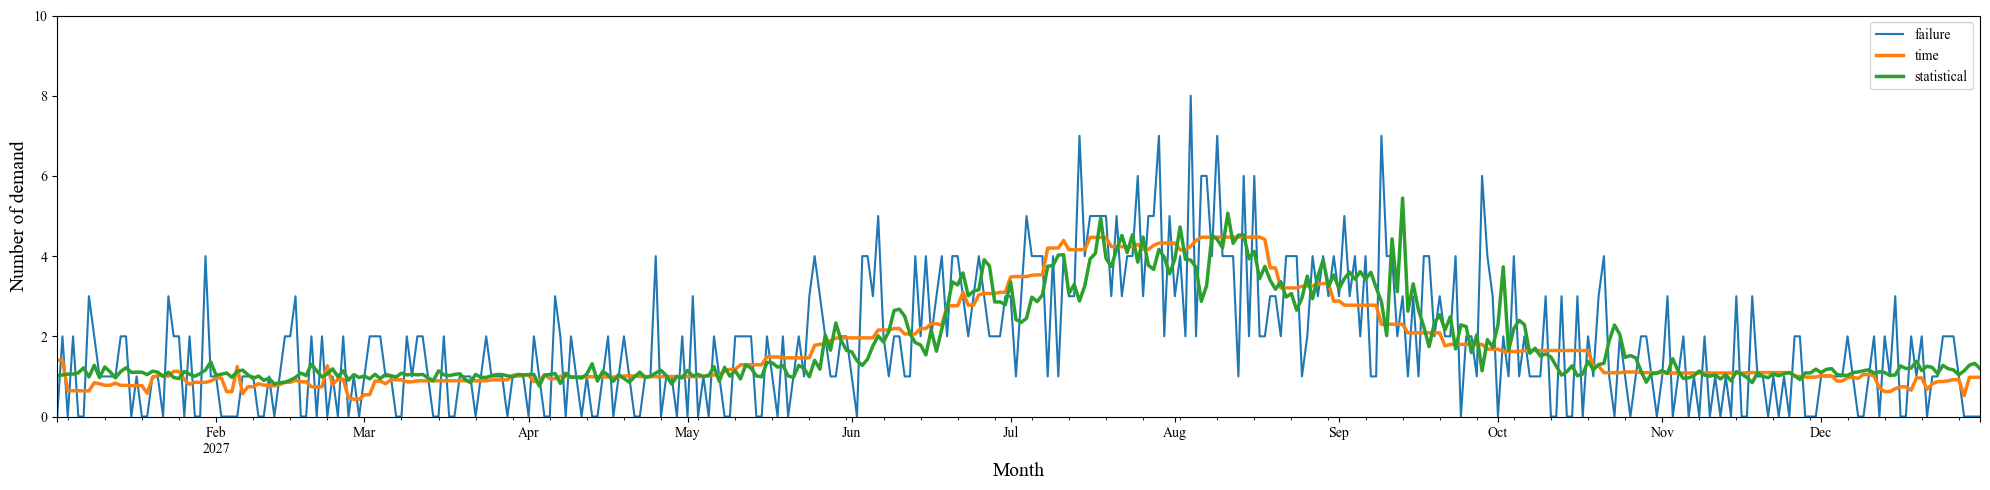 10
8
6
4
2
0
Number of demand
failure
time
statistical
Feb Mar Apr May Jun Jul Aug Sep Oct Nov Dec
2027
Month